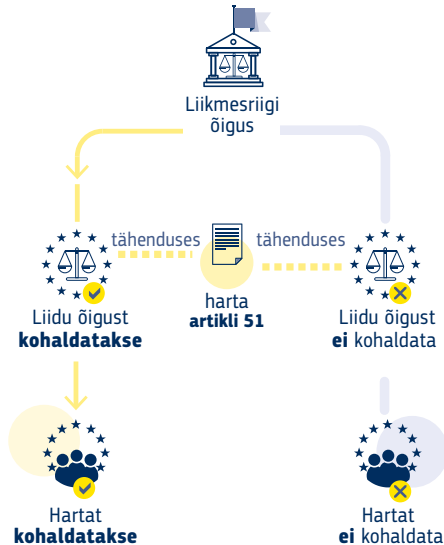 Liikmesriigi
õigus
tähenduses
tähenduses
harta
artikli 51
Liidu õigust
kohaldatakse
Liidu õigust
ei kohaldata
Hartat
kohaldatakse
Hartat
ei kohaldata